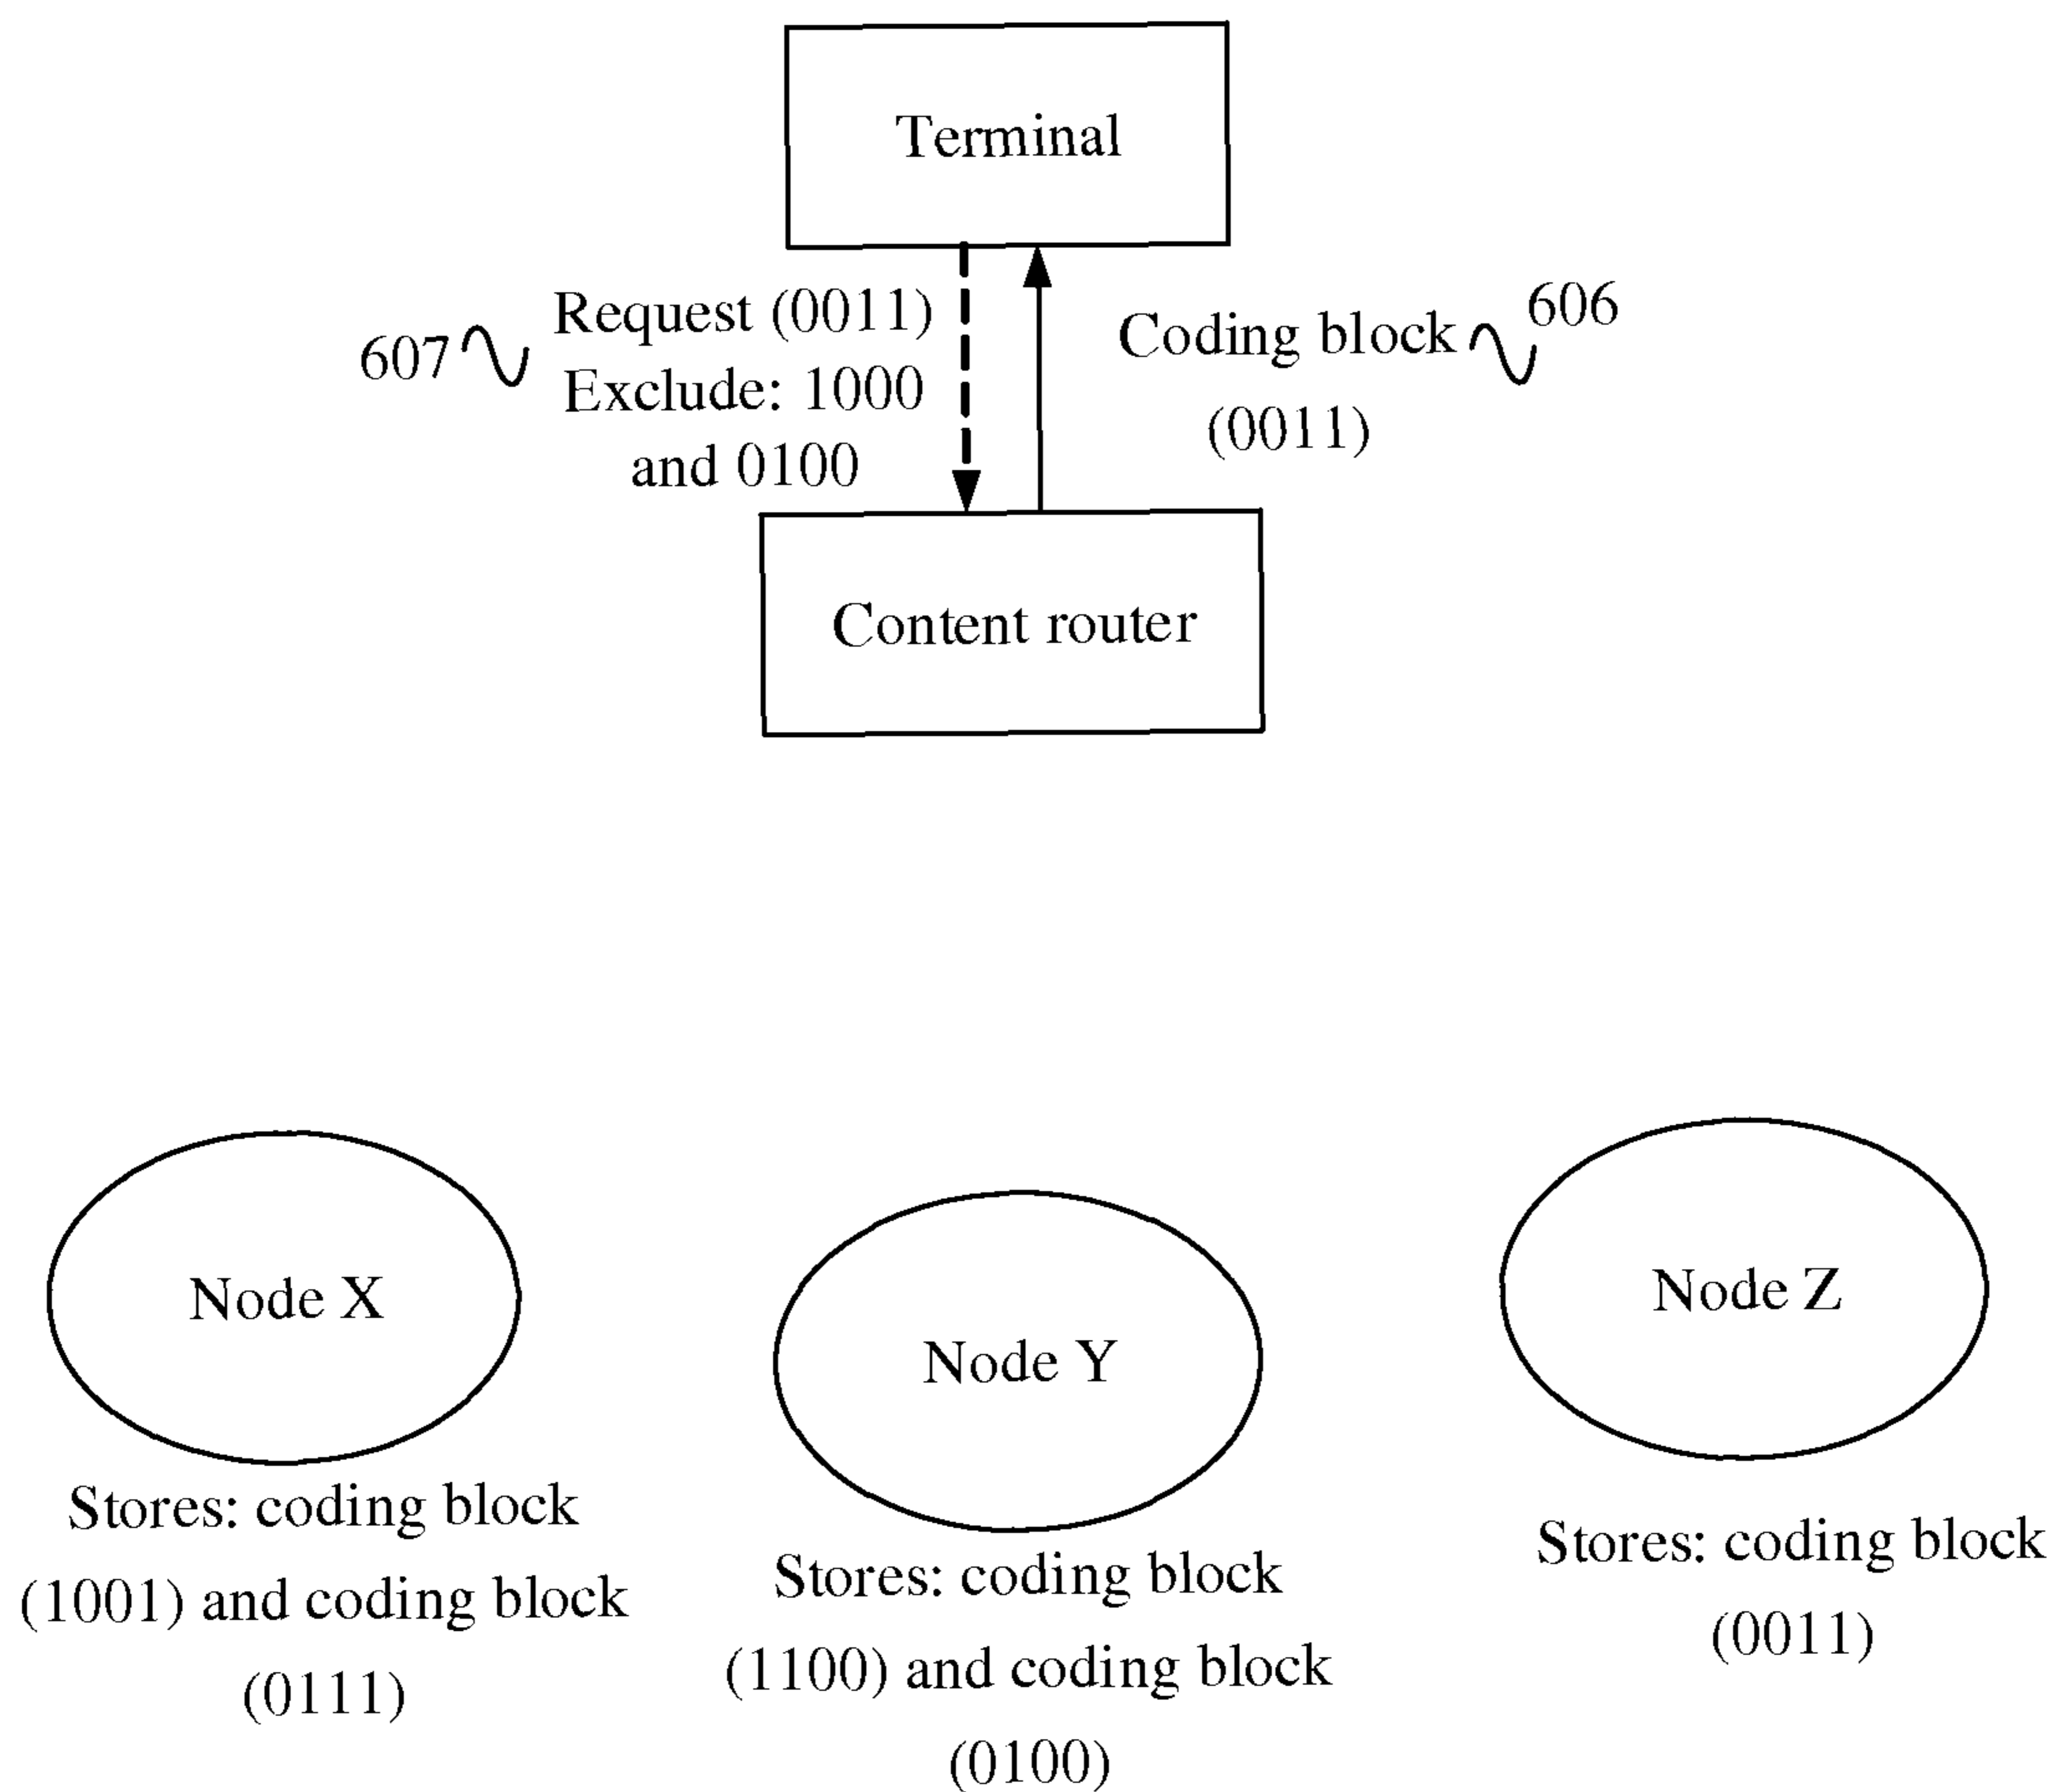 Terminal
607
Request (0011)
Exclude: 1000
and 0100
Coding block
(0011)
606
Content router
Node X
Stores: coding block
(1001) and coding block
(0111)
Node Y
Stores: coding block
(1100) and coding block
(0100)
Node Z
Stores: coding block
(0011)